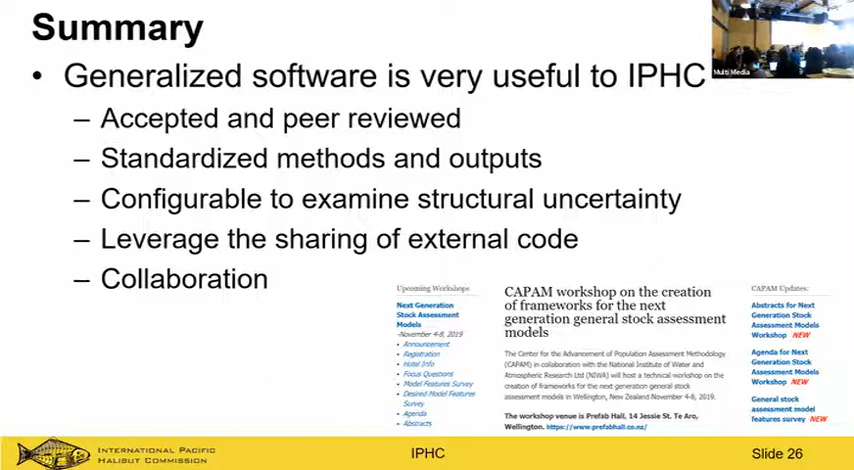 Summary
• Generalized software is very useful to IPHC
– Accepted and peer reviewed
– Standardized methods and outputs
– Configurable to examine structural uncertainty
– Leverage the sharing of external code
– Collaboration
Multi Media
Upcoming Workshops
Next Generation
Stock Assessment
Models
-November 4-8, 2019
• Announcement
• Registration
• Hotel Info
• Focus Questions
• Model Features Survey
• Desired Model Features
Survey
• Agenda
• Abstracts
CAPAM workshop on the creation
of frameworks for the next
generation general stock assessment
models
The Center for the Advancement of Population Assessment Methodology
(CAPAM) in collaboration with the National Institute of Water and
Atmospheric Research Ltd (NIWA) will host a technical workshop on the
creation of frameworks for the next generation general stock
assessment models in Wellington, New Zealand November 4-8, 2019.
The workshop venue is Prefab Hall, 14 Jessie St. Te Aro,
Wellington. https://www.prefabhall.co.nz/
CAPAM Updates:
Abstracts for Next
Generation Stock
Assessment Models
Workshop NEW
Agenda for Next
Generation Stock
Assessment Models
Workshop NEW
General stock
assessment model
features survey NEW
INTERNATIONAL PACIFIC
HALIBUT COMMISSION
IPHC
Slide 26